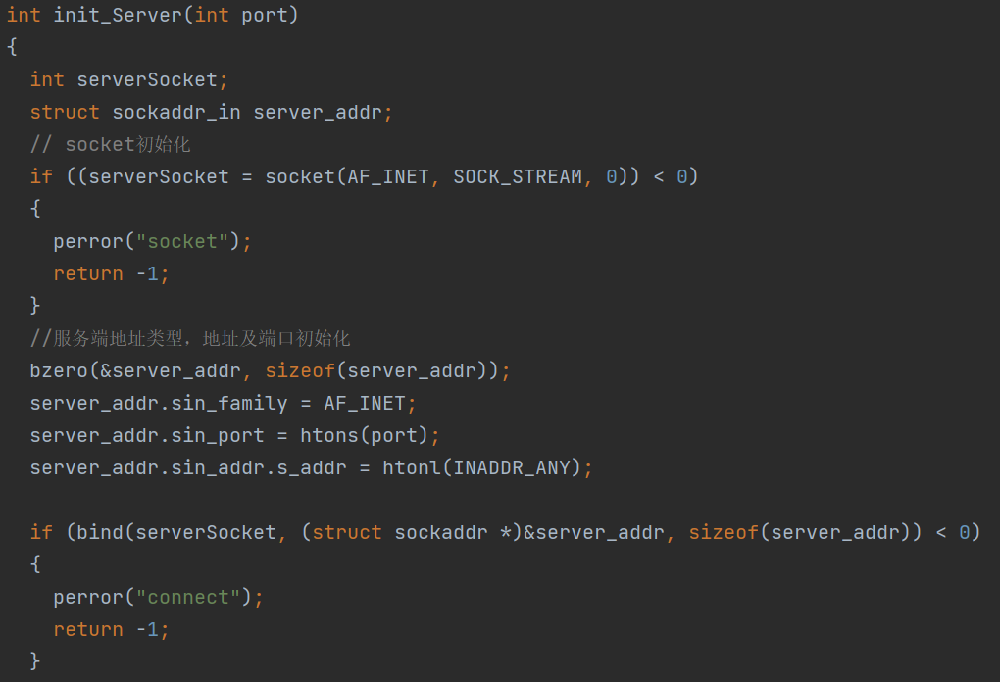 int init_Server(int port)
{
  int serverSocket;
  struct sockaddr_in server_addr;
  // socket初始化
  if ((serverSocket = socket(AF_INET, SOCK_STREAM, 0)) < 0)
  {
    perror("socket");
    return -1;
  }
  //服务端地址类型，地址及端口初始化
  bzero(&server_addr, sizeof(server_addr));
  server_addr.sin_family = AF_INET;
  server_addr.sin_port = htons(port);
  server_addr.sin_addr.s_addr = htonl(INADDR_ANY);

  if (bind(serverSocket, (struct sockaddr *)&server_addr, sizeof(server_addr)) < 0)
  {
    perror("connect");
    return -1;
  }